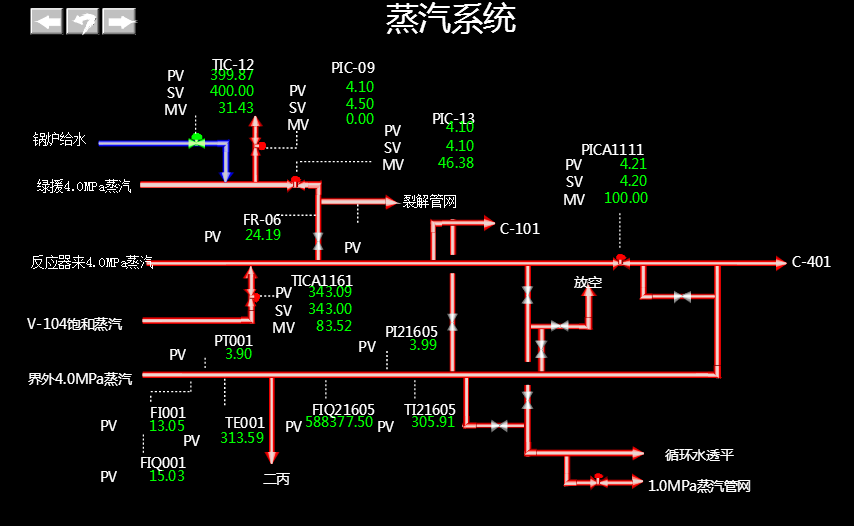 蒸汽系统
TIC-12
PV 399.87
SV 400.00
MV 31.43
PIC-09
PV 4.10
SV 4.50
MV 0.00
PIC-13
PV 4.10
SV 4.10
MV 46.38
PICA1111
PV 4.21
SV 4.20
MV 100.00
锅炉给水
绿援4.0MPa蒸汽
裂解管网
FR-06
PV 24.19
PV
C-101
反应器来4.0MPa蒸汽
C-401
TICA1161
PV 343.09
SV 343.00
MV 83.52
放空
V-104饱和蒸汽
PT001
PV 3.90
PI21605
PV 3.99
界外4.0MPa蒸汽
FI001
PV 13.05
TE001
PV 313.59
FIQ21605
PV 588377.50
TI21605
PV 305.91
FIQ001
PV 15.03
二丙
循环水透平
1.0MPa蒸汽管网